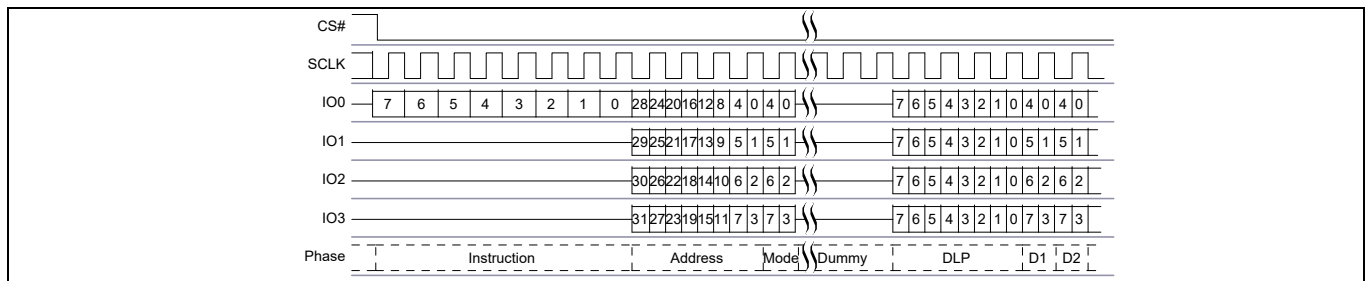 CS#
SCLK
IO0 7 6 5 4 3 2 1 0 28 24 20 16 12 8 4 0 4 0 7 6 5 4 3 2 1 0 4 0 4 0
IO1 29 25 21 17 13 9 5 1 5 1 7 6 5 4 3 2 1 0 5 1 5 1
IO2 30 26 22 18 14 10 6 2 6 2 7 6 5 4 3 2 1 0 6 2 6 2
IO3 31 27 23 19 15 11 7 3 7 3 7 6 5 4 3 2 1 0 7 3 7 3
Phase Instruction Address Mode Dummy DLP D1 D2